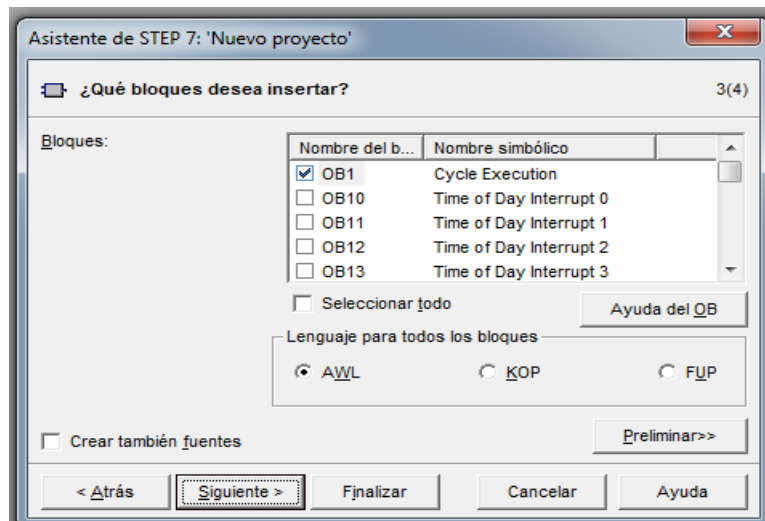 Asistente de STEP 7: 'Nuevo proyecto'
¿Qué bloques desea insertar? 3(4)
Bloques:
Nombre del b... Nombre simbólico
OB1 Cycle Execution
OB10 Time of Day Interrupt 0
OB11 Time of Day Interrupt 1
OB12 Time of Day Interrupt 2
OB13 Time of Day Interrupt 3
Seleccionar todo
Ayuda del OB
Lenguaje para todos los bloques
AWL KOP FUP
Crear también fuentes
Preliminar>>
< Atrás Siguiente > Finalizar Cancelar Ayuda